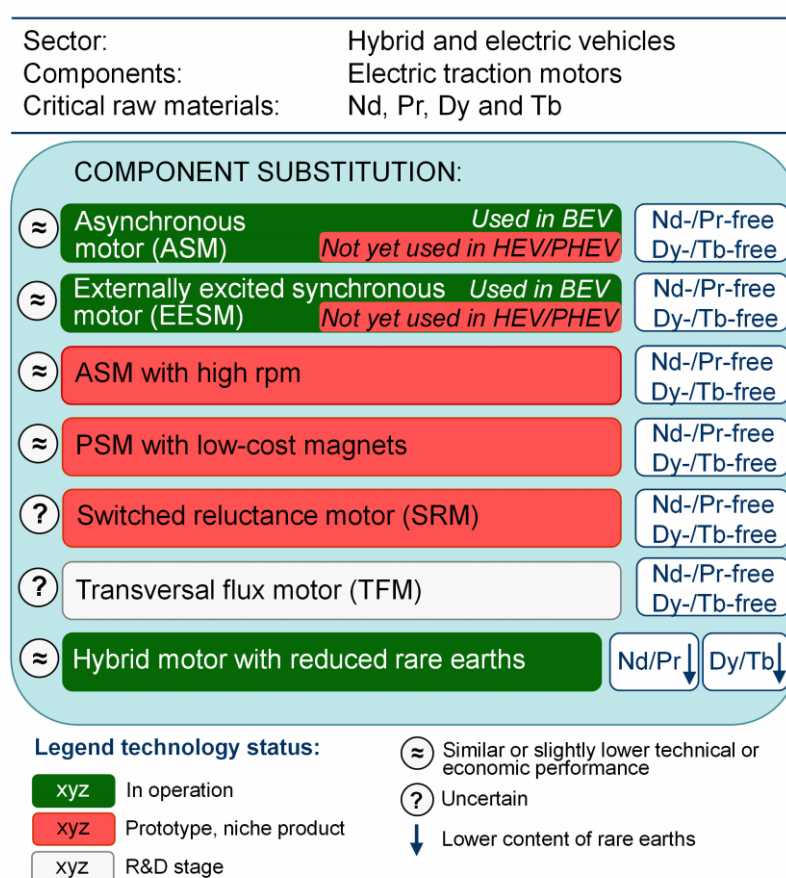 Sector: Hybrid and electric vehicles
Components: Electric traction motors
Critical raw materials: Nd, Pr, Dy and Tb
COMPONENT SUBSTITUTION:
≈ Asynchronous Used in BEV Nd-/Pr-free
motor (ASM) Not yet used in HEV/PHEV Dy-/Tb-free
≈ Externally excited synchronous Used in BEV Nd-/Pr-free
motor (EESM) Not yet used in HEV/PHEV Dy-/Tb-free
≈ ASM with high rpm Nd-/Pr-free
Dy-/Tb-free
≈ PSM with low-cost magnets Nd-/Pr-free
Dy-/Tb-free
? Switched reluctance motor (SRM) Nd-/Pr-free
Dy-/Tb-free
? Transversal flux motor (TFM) Nd-/Pr-free
Dy-/Tb-free
≈ Hybrid motor with reduced rare earths Nd/Pr↓ Dy/Tb↓
Legend technology status:
xyz In operation
xyz Prototype, niche product
xyz R&D stage
≈ Similar or slightly lower technical or
economic performance
? Uncertain
↓ Lower content of rare earths